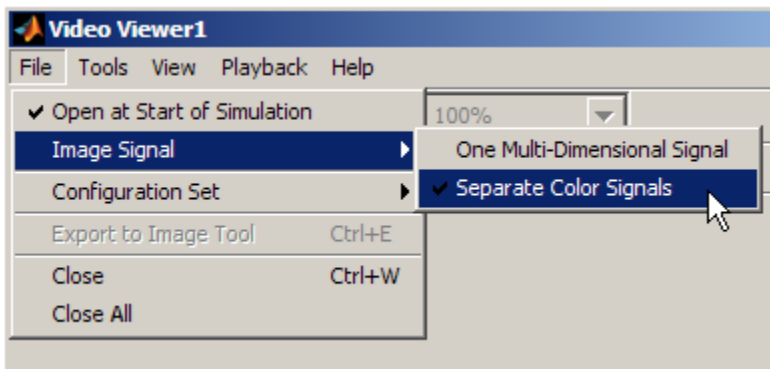 Video Viewer1
File Tools View Playback Help
Open at Start of Simulation
100%
Image Signal
One Multi-Dimensional Signal
Separate Color Signals
Configuration Set
Export to Image Tool Ctrl+E
Close Ctrl+W
Close All